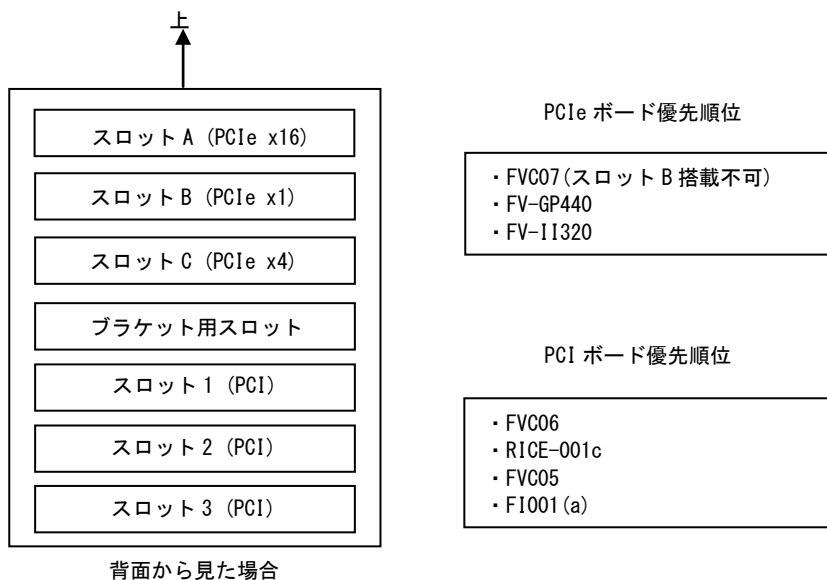 上
スロット A (PCIe x16)
スロット B (PCIe x1)
スロット C (PCIe x4)
ブラケット用スロット
スロット 1 (PCI)
スロット 2 (PCI)
スロット 3 (PCI)
背面から見た場合
PCIe ボード優先順位
・FVC07(スロット B 搭載不可)
・FV-GP440
・FV-II320
PCI ボード優先順位
・FVC06
・RICE-001c
・FVC05
・FI001(a)